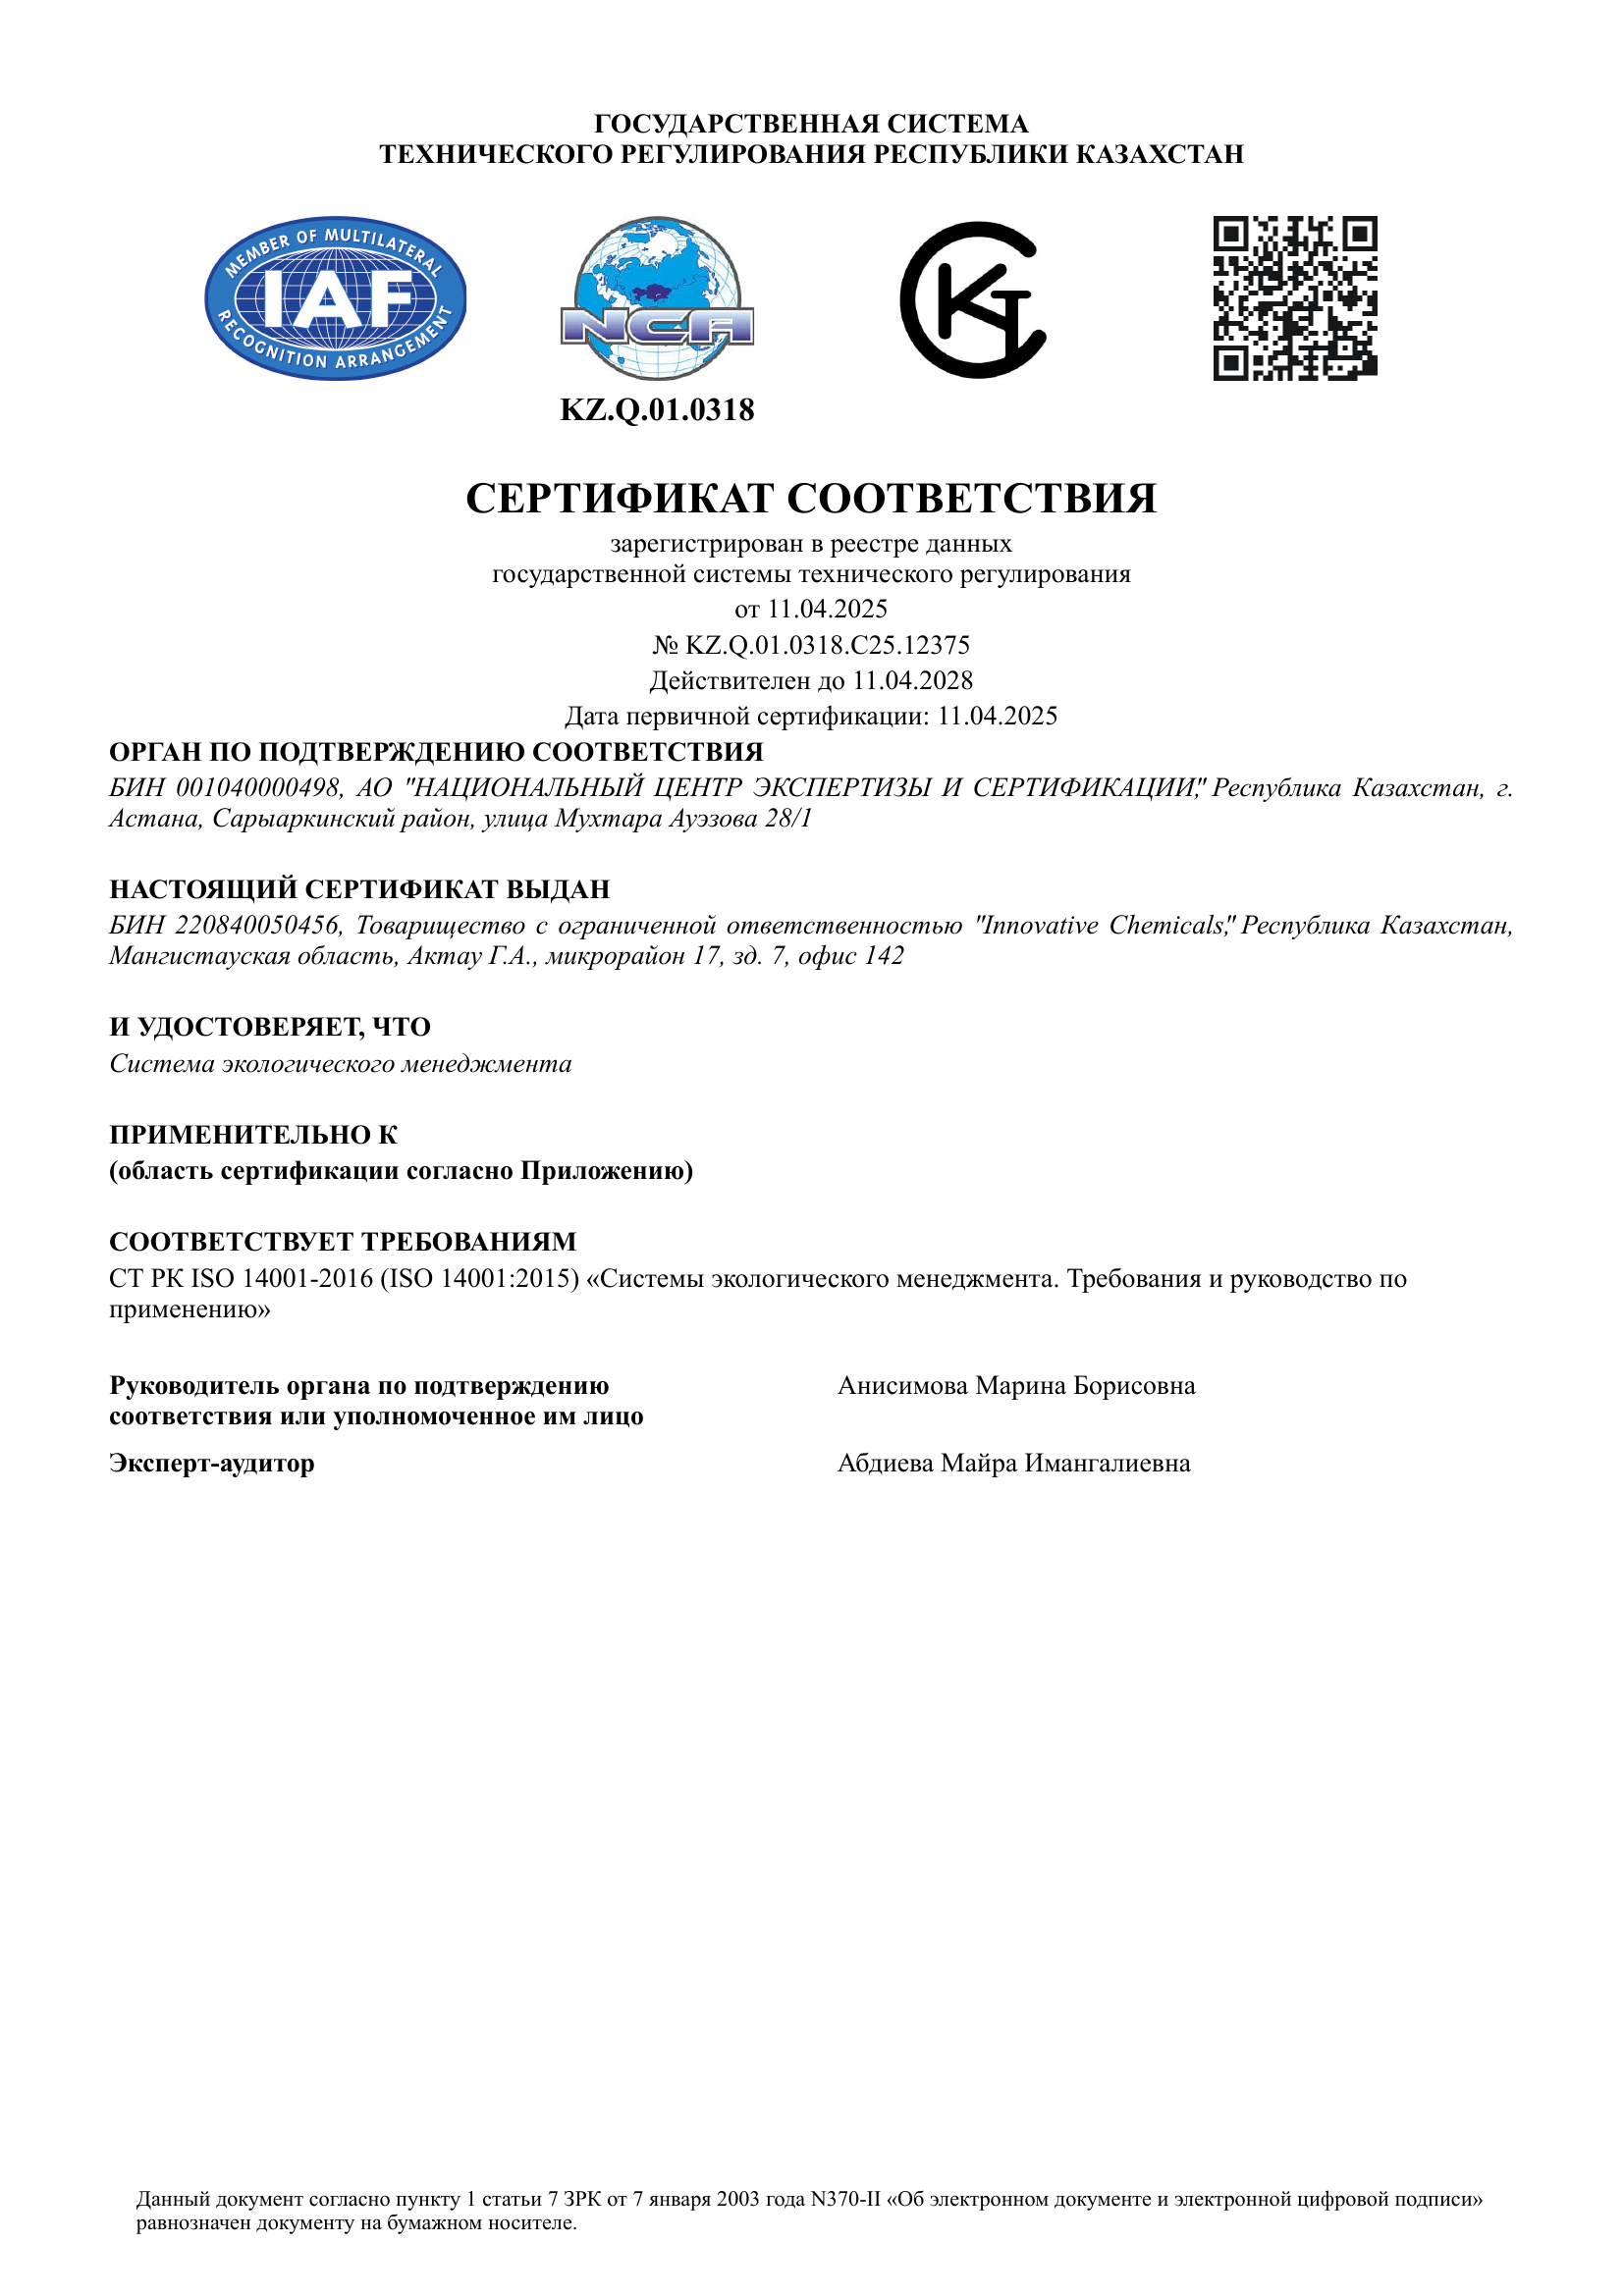 ГОСУДАРСТВЕННАЯ СИСТЕМА
ТЕХНИЧЕСКОГО РЕГУЛИРОВАНИЯ РЕСПУБЛИКИ КАЗАХСТАН
MEMBER OF MULTILATERAL
IAF
RECOGNITION ARRANGEMENT
NCA
KZ.Q.01.0318
СЕРТИФИКАТ СООТВЕТСТВИЯ
зарегистрирован в реестре данных
государственной системы технического регулирования
от 11.04.2025
№ KZ.Q.01.0318.C25.12375
Действителен до 11.04.2028
Дата первичной сертификации: 11.04.2025
ОРГАН ПО ПОДТВЕРЖДЕНИЮ СООТВЕТСТВИЯ
БИН 001040000498, АО "НАЦИОНАЛЬНЫЙ ЦЕНТР ЭКСПЕРТИЗЫ И СЕРТИФИКАЦИИ", Республика Казахстан, г.
Астана, Сарыаркинский район, улица Мухтара Ауэзова 28/1
НАСТОЯЩИЙ СЕРТИФИКАТ ВЫДАН
БИН 220840050456, Товарищество с ограниченной ответственностью "Innovative Chemicals", Республика Казахстан,
Мангистауская область, Актау Г.А., микрорайон 17, зд. 7, офис 142
И УДОСТОВЕРЯЕТ, ЧТО
Система экологического менеджмента
ПРИМЕНИТЕЛЬНО К
(область сертификации согласно Приложению)
СООТВЕТСТВУЕТ ТРЕБОВАНИЯМ
СТ РК ISO 14001-2016 (ISO 14001:2015) «Системы экологического менеджмента. Требования и руководство по
применению»
Руководитель органа по подтверждению
соответствия или уполномоченное им лицо
Анисимова Марина Борисовна
Эксперт-аудитор
Абдиева Майра Имангалиевна
Данный документ согласно пункту 1 статьи 7 ЗРК от 7 января 2003 года N370-II «Об электронном документе и электронной цифровой подписи»
равнозначен документу на бумажном носителе.